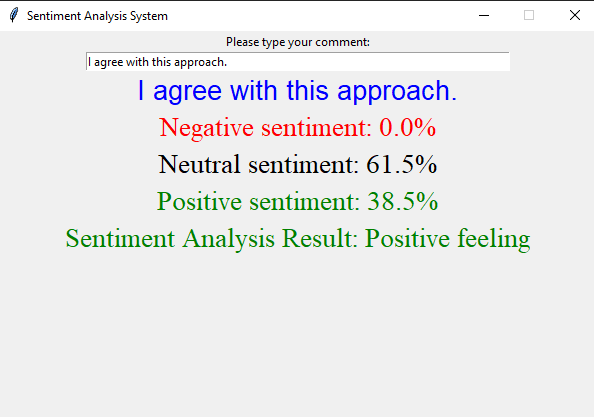 Sentiment Analysis System
Please type your comment:
I agree with this approach.
I agree with this approach.
Negative sentiment: 0.0%
Neutral sentiment: 61.5%
Positive sentiment: 38.5%
Sentiment Analysis Result: Positive feeling